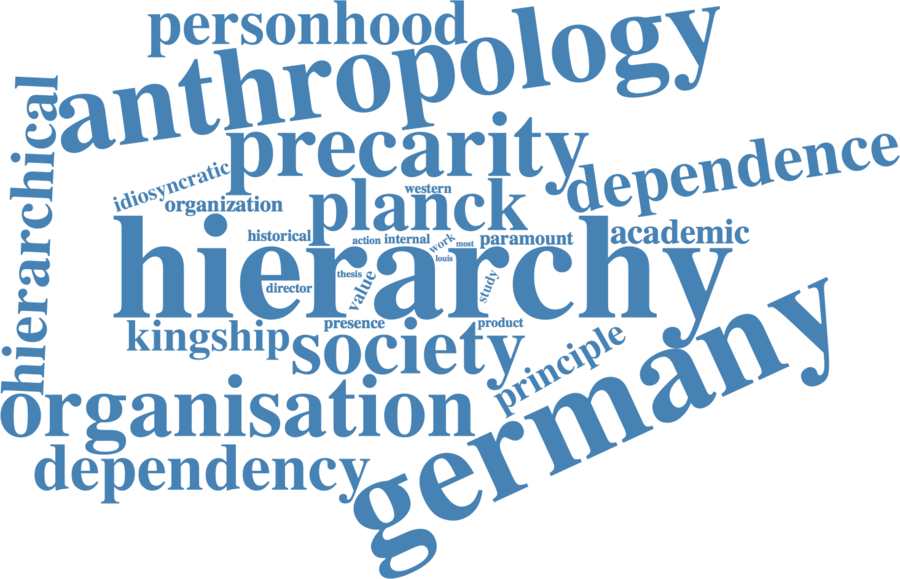 personhood
anthropology
hierarchical
precarity
dependence
idiosyncratic
western
organization
planck
academic
historical
action
internal
work
most
paramount
hierarchy
louis
thesis
director
value
study
presence
product
kingship
society
principle
germany
organisation
dependency